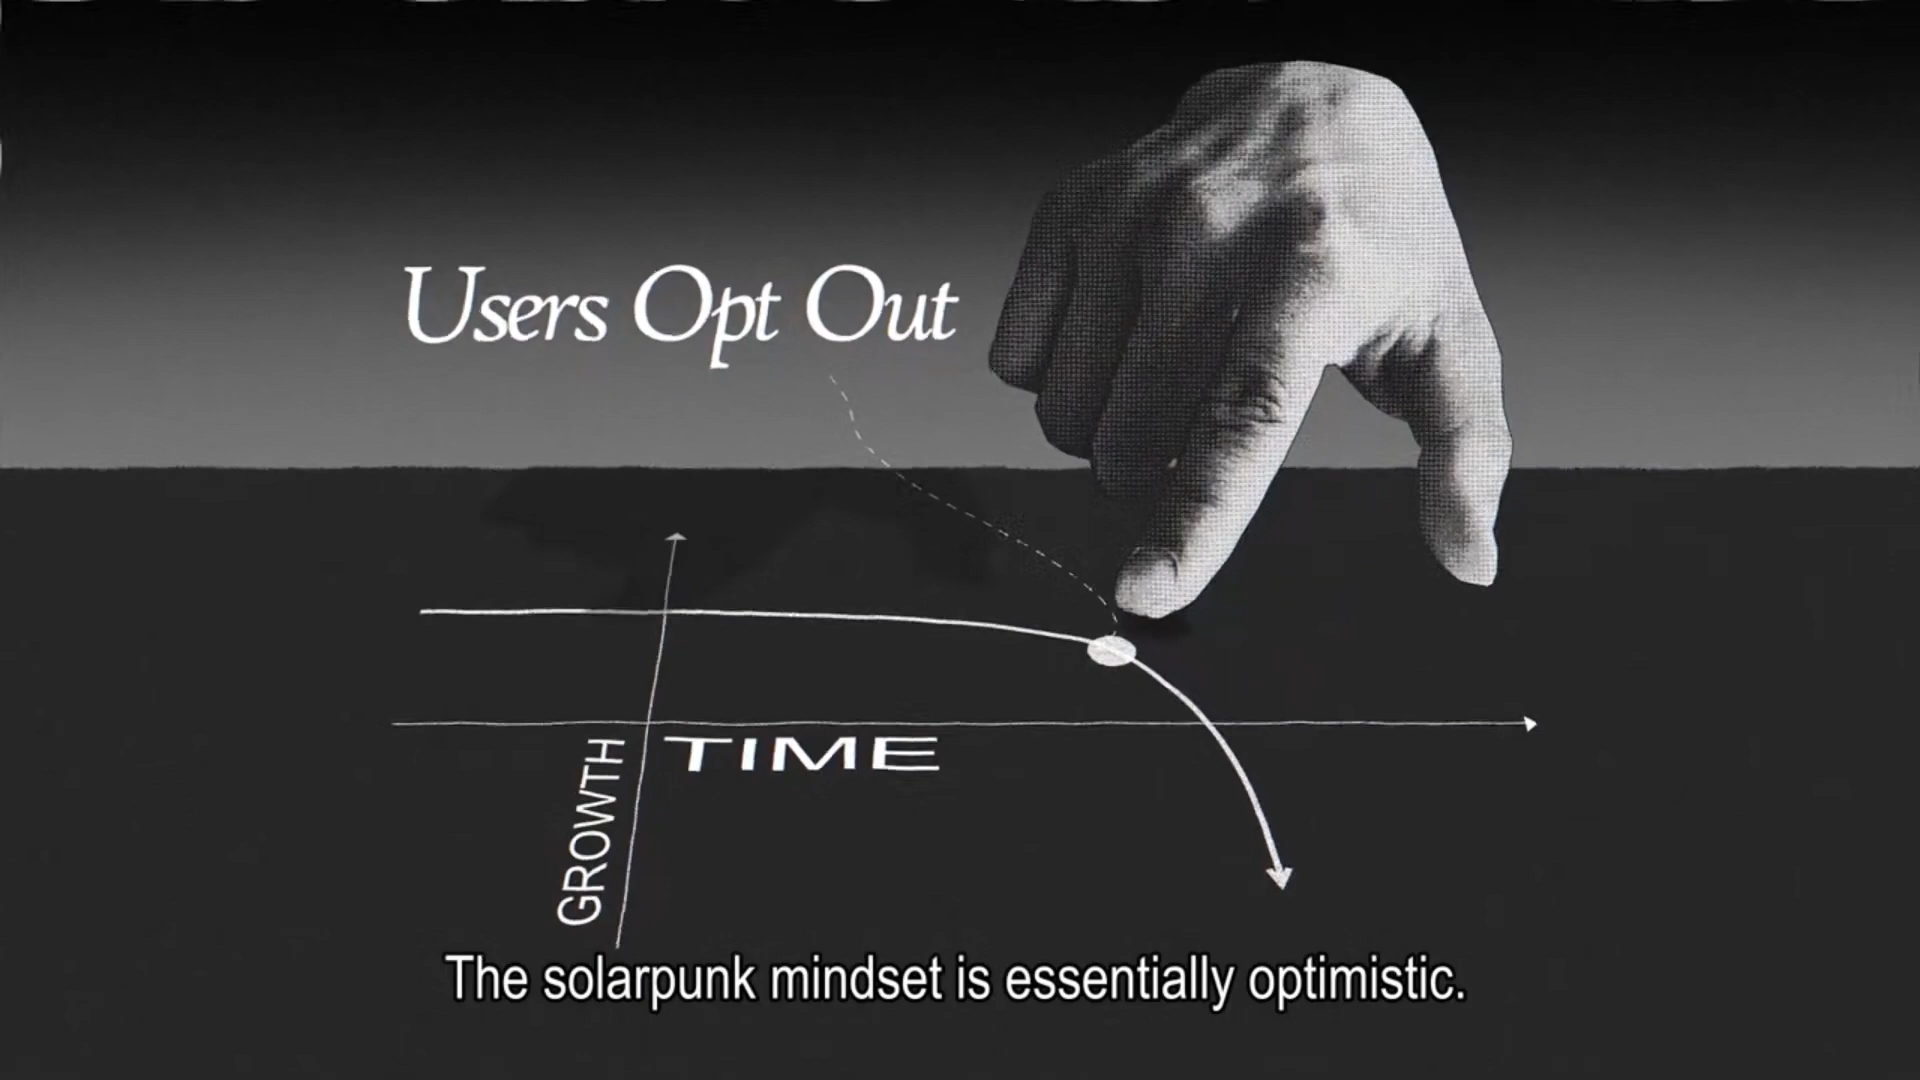 Users Opt Out
TIME
GROWTH
The solarpunk mindset is essentially optimistic.